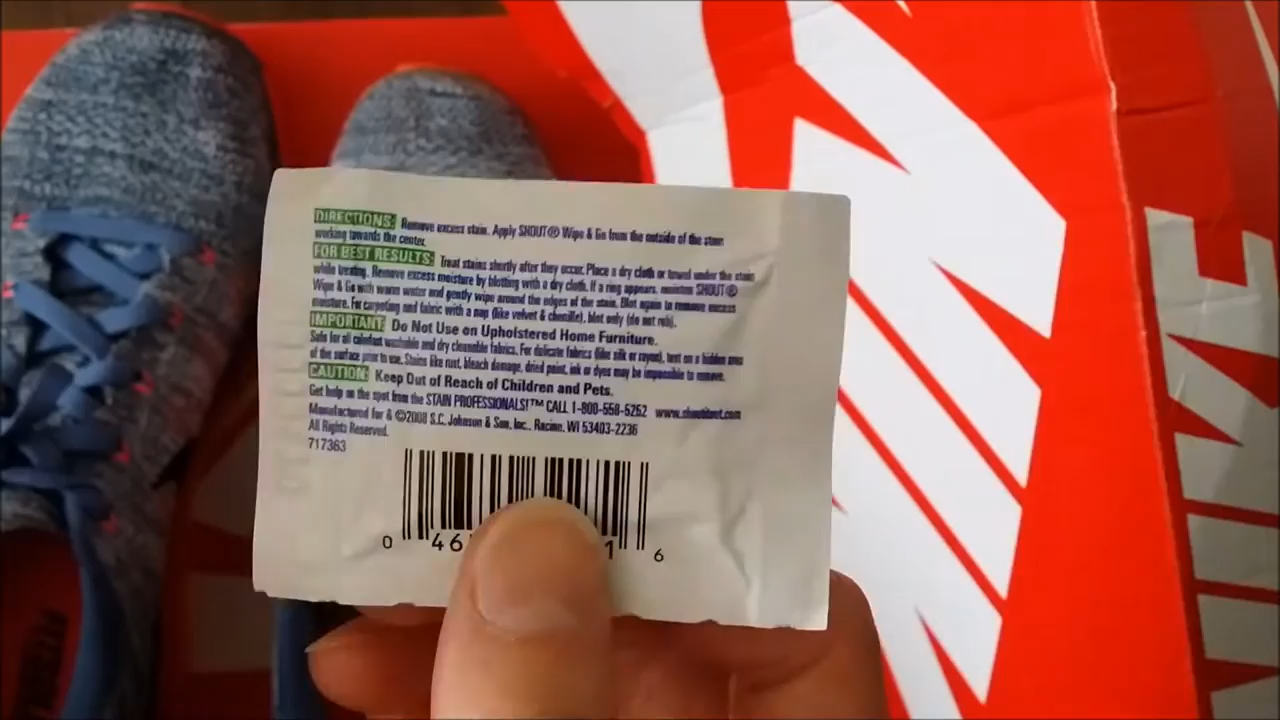 DIRECTIONS: Remove excess stain. Apply SHOUT® Wipe & Go from the outside of the stain
working towards the center.
FOR BEST RESULTS: Treat stains shortly after they occur. Place a dry cloth or towel under the stain
while treating. Remove excess moisture by blotting with a dry cloth. If a ring appears, moisten SHOUT®
Wipe & Go with warm water and gently wipe around the edges of the stain. Blot again to remove excess
moisture. For carpeting and fabric with a nap (like velvet & chenille), blot only (do not rub).
IMPORTANT: Do Not Use on Upholstered Home Furniture.
Safe for all colorfast washable and dry cleanable fabrics. For delicate fabrics (like silk or rayon), test on a hidden area
of the surface prior to use. Stains like rust, bleach damage, dried paint, ink or dyes may be impossible to remove.
CAUTION: Keep Out of Reach of Children and Pets.
Get help on the spot from the STAIN PROFESSIONALS!™ CALL 1-800-558-5252 www.shoutitout.com
Manufactured for & ©2008 S.C. Johnson & Son, Inc., Racine, WI 53403-2236
All Rights Reserved.
717363
0 46 1 6
NIKE